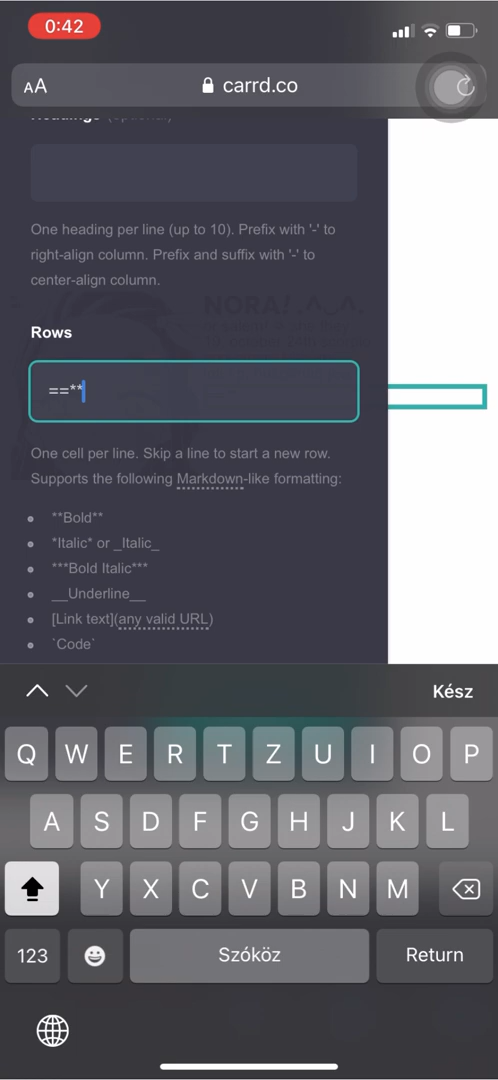 0:42
AA
carrd.co
Headings (optional)
One heading per line (up to 10). Prefix with '-' to
right-align column. Prefix and suffix with '-' to
center-align column.
NORA! .^_^.
Rows
==**
One cell per line. Skip a line to start a new row.
Supports the following Markdown-like formatting:
**Bold**
*Italic* or _Italic_
***Bold Italic***
__Underline__
[Link text](any valid URL)
`Code`
Kész
Q W E R T Z U I O P
A S D F G H J K L
Y X C V B N M
123
Szóköz
Return